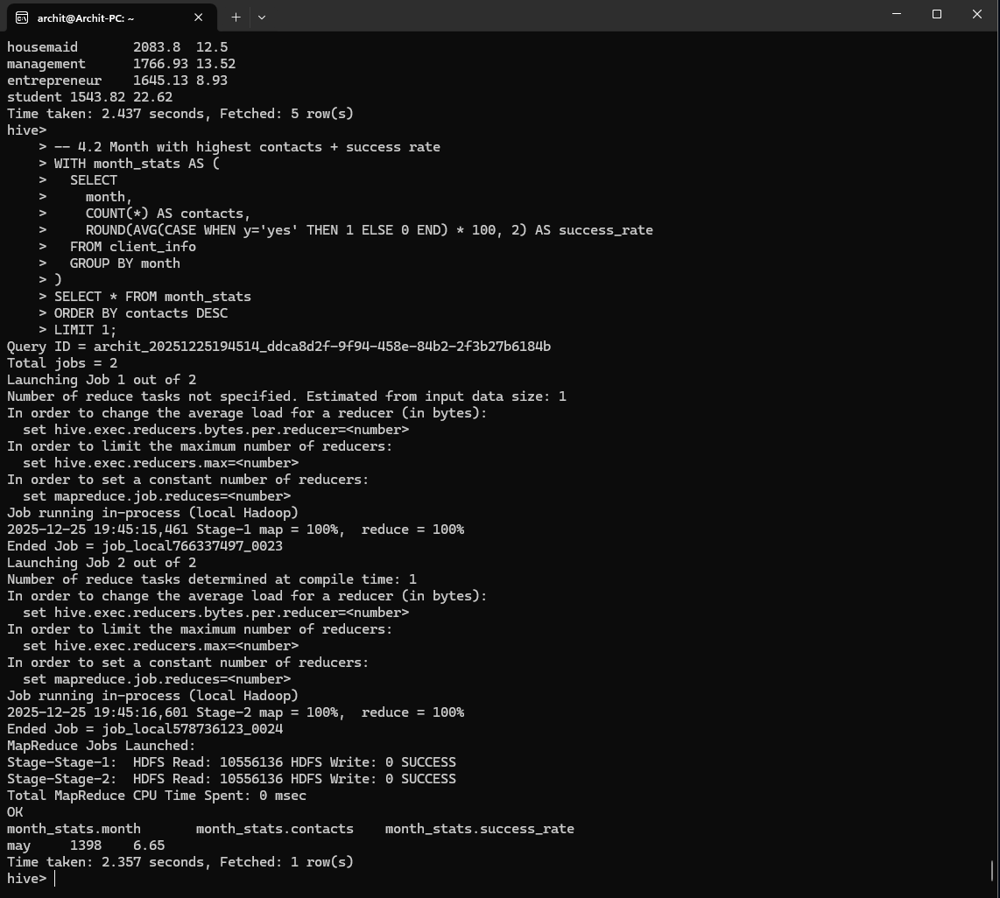 archit@Archit-PC: ~
housemaid       2083.8  12.5
management      1766.93 13.52
entrepreneur    1645.13 8.93
student 1543.82 22.62
Time taken: 2.437 seconds, Fetched: 5 row(s)
hive>
    > -- 4.2 Month with highest contacts + success rate
    > WITH month_stats AS (
    >   SELECT
    >     month,
    >     COUNT(*) AS contacts,
    >     ROUND(AVG(CASE WHEN y='yes' THEN 1 ELSE 0 END) * 100, 2) AS success_rate
    >   FROM client_info
    >   GROUP BY month
    > )
    > SELECT * FROM month_stats
    > ORDER BY contacts DESC
    > LIMIT 1;
Query ID = archit_20251225194514_ddca8d2f-9f94-458e-84b2-2f3b27b6184b
Total jobs = 2
Launching Job 1 out of 2
Number of reduce tasks not specified. Estimated from input data size: 1
In order to change the average load for a reducer (in bytes):
  set hive.exec.reducers.bytes.per.reducer=<number>
In order to limit the maximum number of reducers:
  set hive.exec.reducers.max=<number>
In order to set a constant number of reducers:
  set mapreduce.job.reduces=<number>
Job running in-process (local Hadoop)
2025-12-25 19:45:15,461 Stage-1 map = 100%,  reduce = 100%
Ended Job = job_local766337497_0023
Launching Job 2 out of 2
Number of reduce tasks determined at compile time: 1
In order to change the average load for a reducer (in bytes):
  set hive.exec.reducers.bytes.per.reducer=<number>
In order to limit the maximum number of reducers:
  set hive.exec.reducers.max=<number>
In order to set a constant number of reducers:
  set mapreduce.job.reduces=<number>
Job running in-process (local Hadoop)
2025-12-25 19:45:16,601 Stage-2 map = 100%,  reduce = 100%
Ended Job = job_local578736123_0024
MapReduce Jobs Launched:
Stage-Stage-1:  HDFS Read: 10556136 HDFS Write: 0 SUCCESS
Stage-Stage-2:  HDFS Read: 10556136 HDFS Write: 0 SUCCESS
Total MapReduce CPU Time Spent: 0 msec
OK
month_stats.month       month_stats.contacts    month_stats.success_rate
may     1398    6.65
Time taken: 2.357 seconds, Fetched: 1 row(s)
hive>